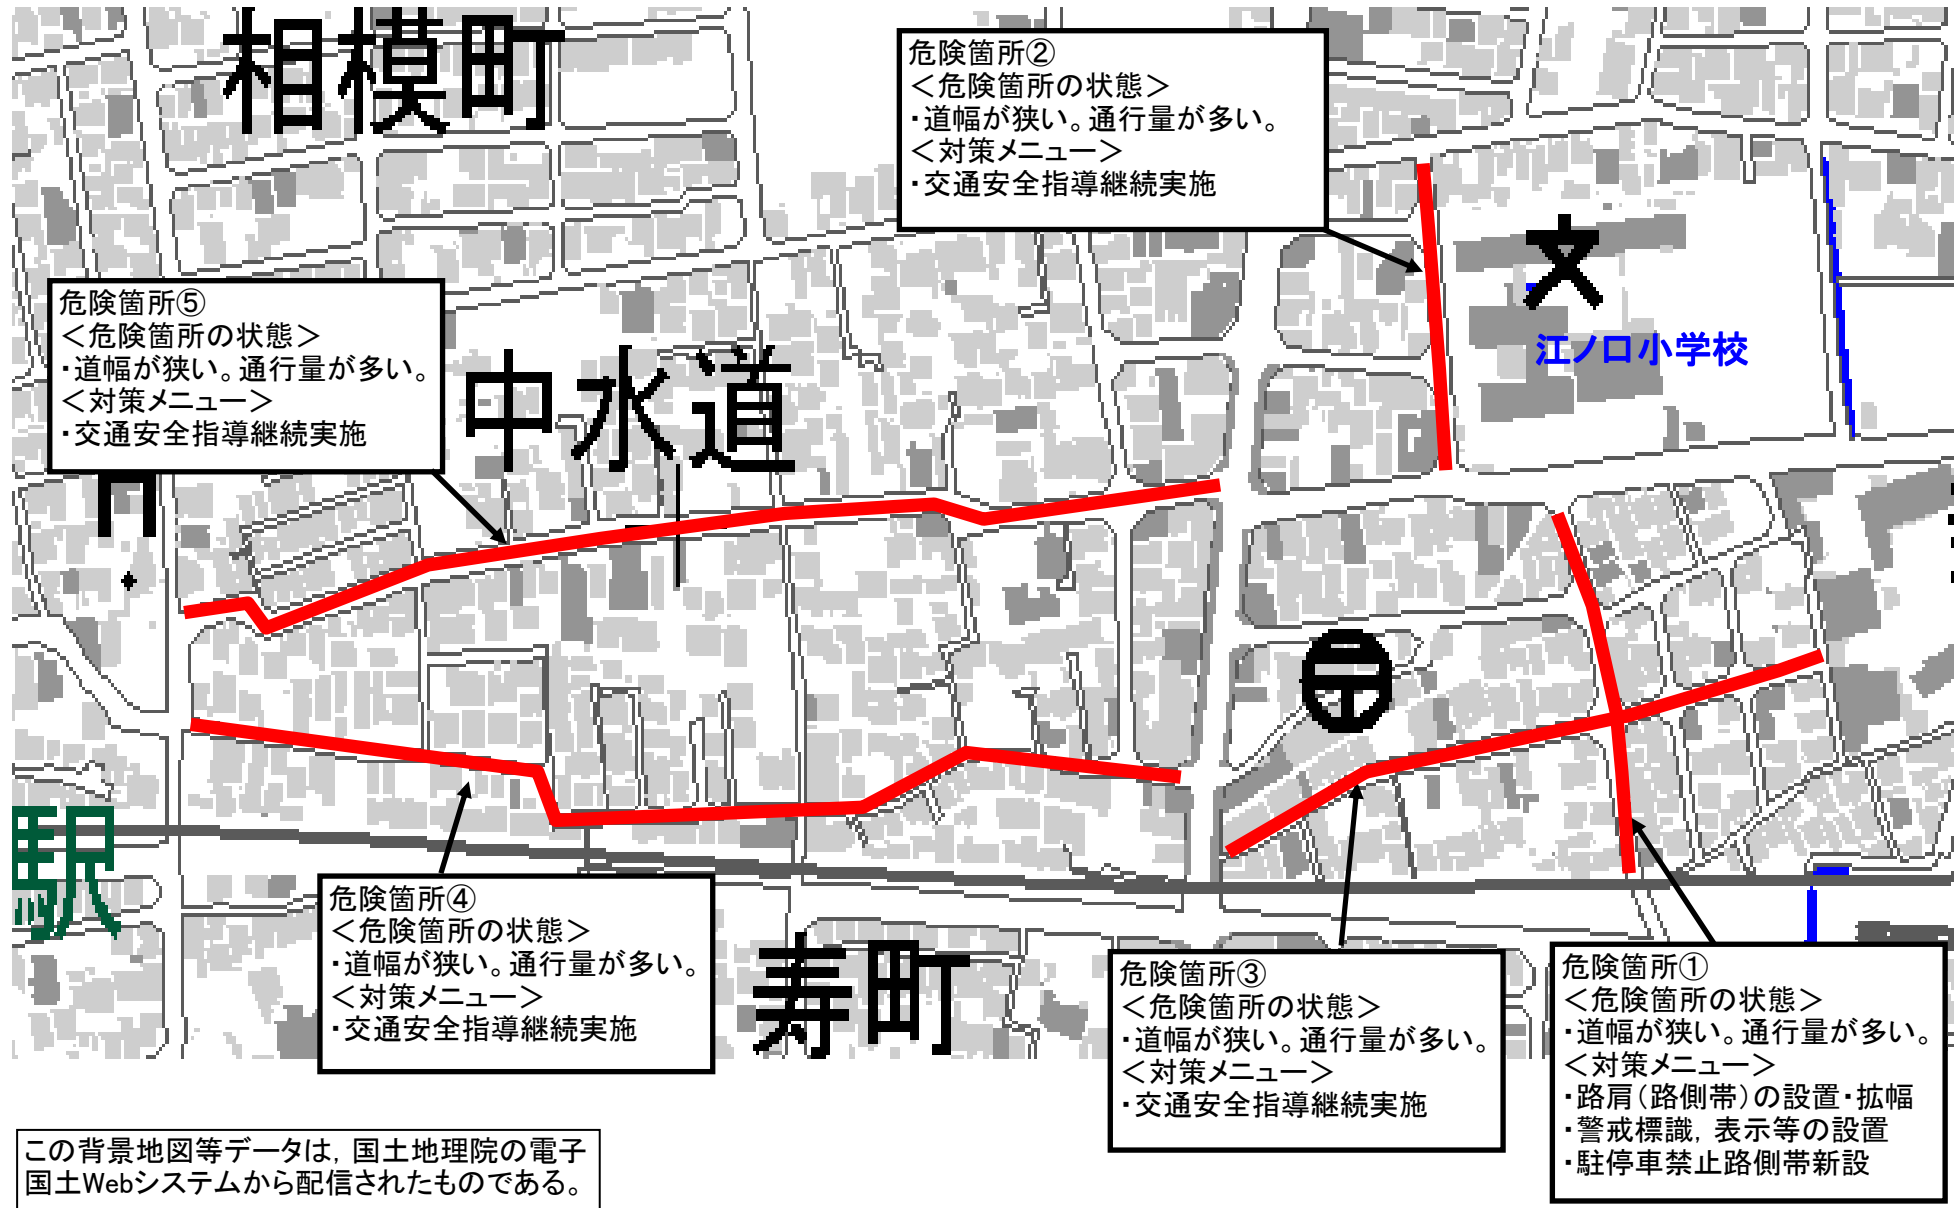 相模町
危険箇所②
＜危険箇所の状態＞
・道幅が狭い。通行量が多い。
＜対策メニュー＞
・交通安全指導継続実施
文
江ノ口小学校
危険箇所⑤
＜危険箇所の状態＞
・道幅が狭い。通行量が多い。
＜対策メニュー＞
・交通安全指導継続実施
中水道
駅
危険箇所④
＜危険箇所の状態＞
・道幅が狭い。通行量が多い。
＜対策メニュー＞
・交通安全指導継続実施
寿町
危険箇所③
＜危険箇所の状態＞
・道幅が狭い。通行量が多い。
＜対策メニュー＞
・交通安全指導継続実施
危険箇所①
＜危険箇所の状態＞
・道幅が狭い。通行量が多い。
＜対策メニュー＞
・路肩（路側帯）の設置・拡幅
・警戒標識，表示等の設置
・駐停車禁止路側帯新設
この背景地図等データは，国土地理院の電子
国土Webシステムから配信されたものである。